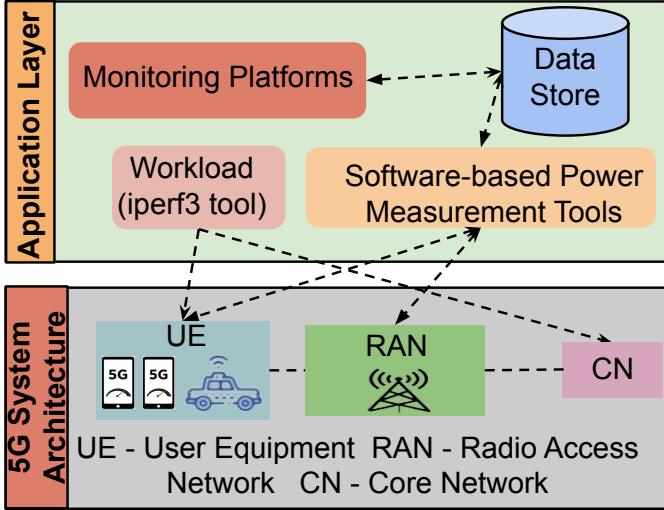 Application Layer
Monitoring Platforms
Data
Store
Workload
(iperf3 tool)
Software-based Power
Measurement Tools
5G System
Architecture
UE
5G
5G
RAN
CN
UE - User Equipment RAN - Radio Access
Network CN - Core Network